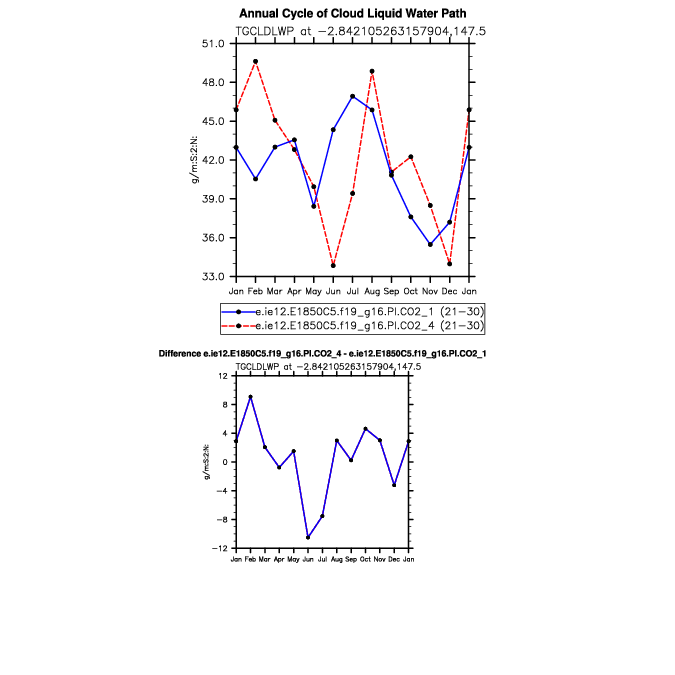 Annual Cycle of Cloud Liquid Water Path
TGCLDLWP at −2.842105263157904,147.5
51.0
48.0
45.0
42.0
39.0
36.0
33.0
g/m:S:2:N:
Jan Feb Mar Apr May Jun Jul Aug Sep Oct Nov Dec Jan
e.ie12.E1850C5.f19_g16.PI.CO2_1 (21−30)
e.ie12.E1850C5.f19_g16.PI.CO2_4 (21−30)
Difference e.ie12.E1850C5.f19_g16.PI.CO2_4 - e.ie12.E1850C5.f19_g16.PI.CO2_1
TGCLDLWP at −2.842105263157904,147.5
12
8
4
0
−4
−8
−12
g/m:S:2:N:
Jan Feb Mar Apr May Jun Jul Aug Sep Oct Nov Dec Jan